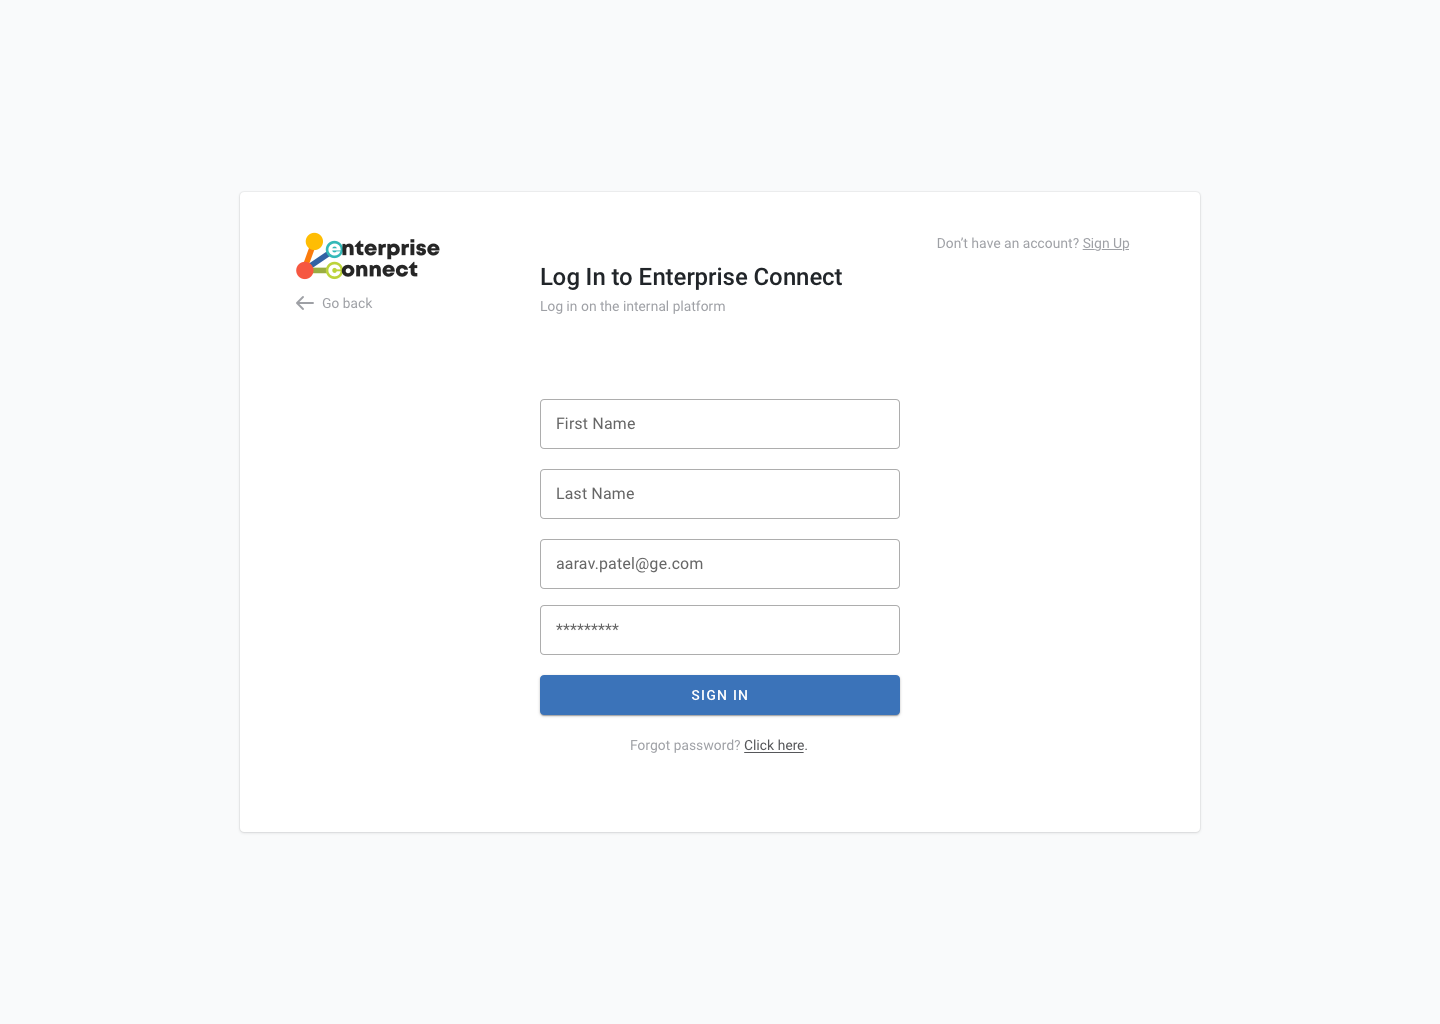 enterprise
connect
Go back
Don't have an account? Sign Up
Log In to Enterprise Connect
Log in on the internal platform
First Name
Last Name
aarav.patel@ge.com
*********
SIGN IN
Forgot password? Click here.